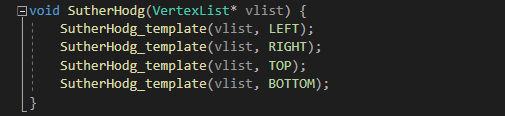 void SutherHodg(VertexList* vlist) {
    SutherHodg_template(vlist, LEFT);
    SutherHodg_template(vlist, RIGHT);
    SutherHodg_template(vlist, TOP);
    SutherHodg_template(vlist, BOTTOM);
}